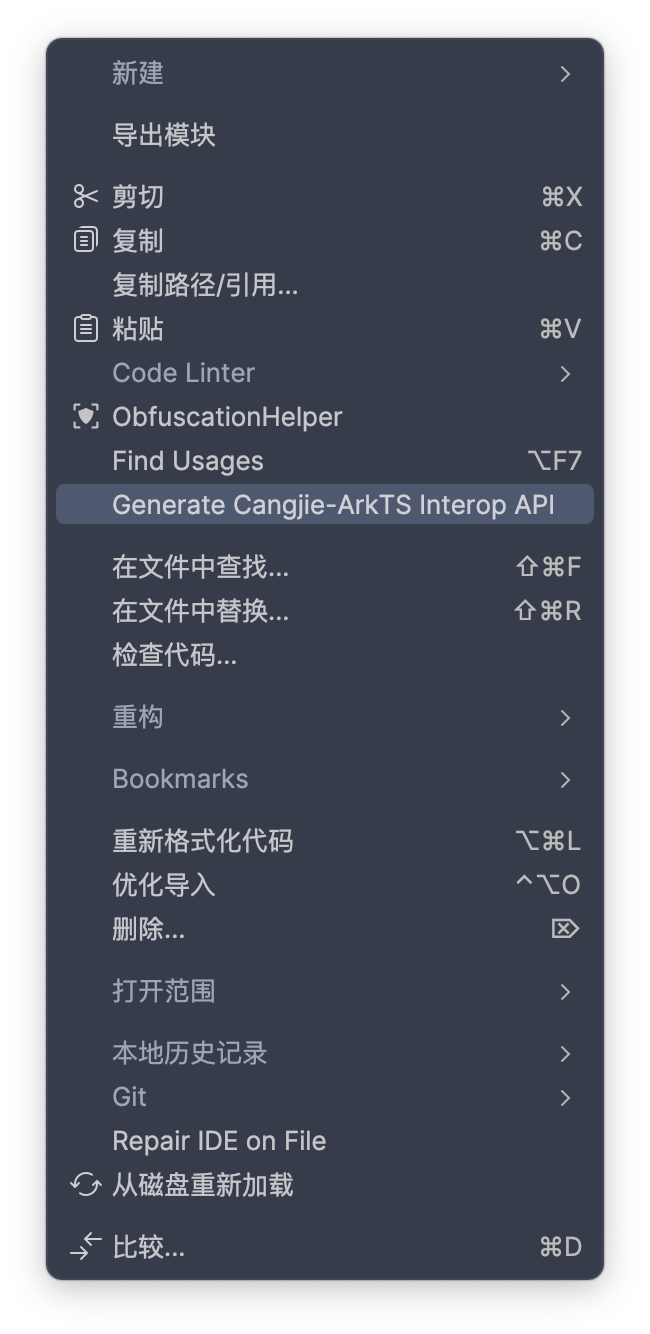 新建
导出模块
剪切 ⌘X
复制 ⌘C
复制路径/引用...
粘贴 ⌘V
Code Linter
ObfuscationHelper
Find Usages ⌥F7
Generate Cangjie-ArkTS Interop API
在文件中查找... ⇧⌘F
在文件中替换... ⇧⌘R
检查代码...
重构
Bookmarks
重新格式化代码 ⌥⌘L
优化导入 ^⌥O
删除... ⌦
打开范围
本地历史记录
Git
Repair IDE on File
从磁盘重新加载
比较... ⌘D